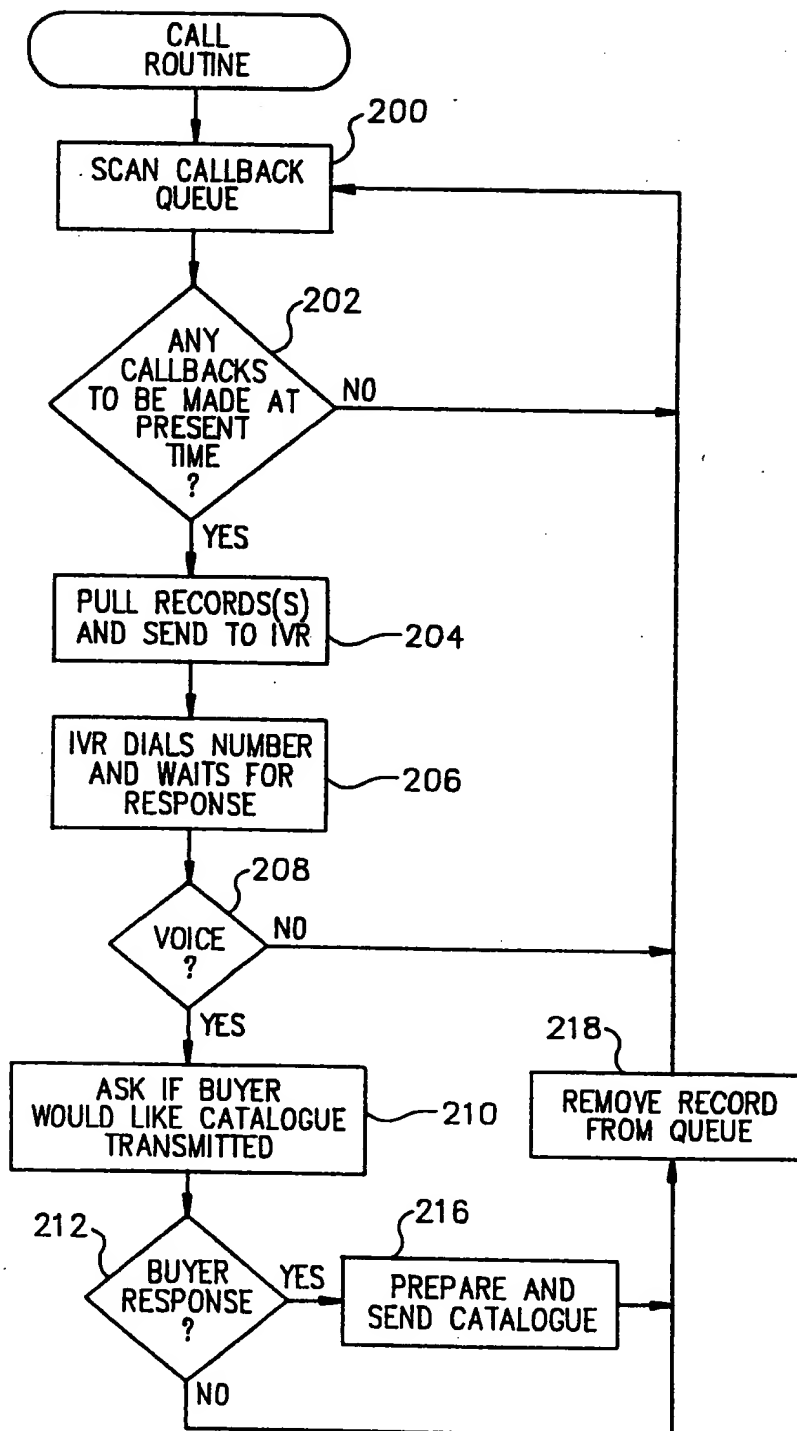 CALL
ROUTINE
200
SCAN CALLBACK
QUEUE
202
ANY
CALLBACKS
TO BE MADE AT
PRESENT
TIME
?
NO
YES
PULL RECORDS(S)
AND SEND TO IVR
204
IVR DIALS NUMBER
AND WAITS FOR
RESPONSE
206
208
VOICE
?
NO
YES
ASK IF BUYER
WOULD LIKE CATALOGUE
TRANSMITTED
210
218
REMOVE RECORD
FROM QUEUE
212
BUYER
RESPONSE
?
YES
216
PREPARE AND
SEND CATALOGUE
NO